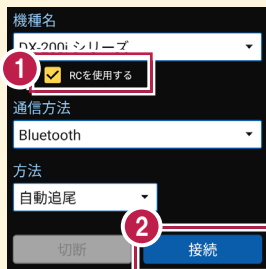 機種名
DX-200i シリーズ
1
RCを使用する
通信方法
Bluetooth
方法
自動追尾
2
切断 接続